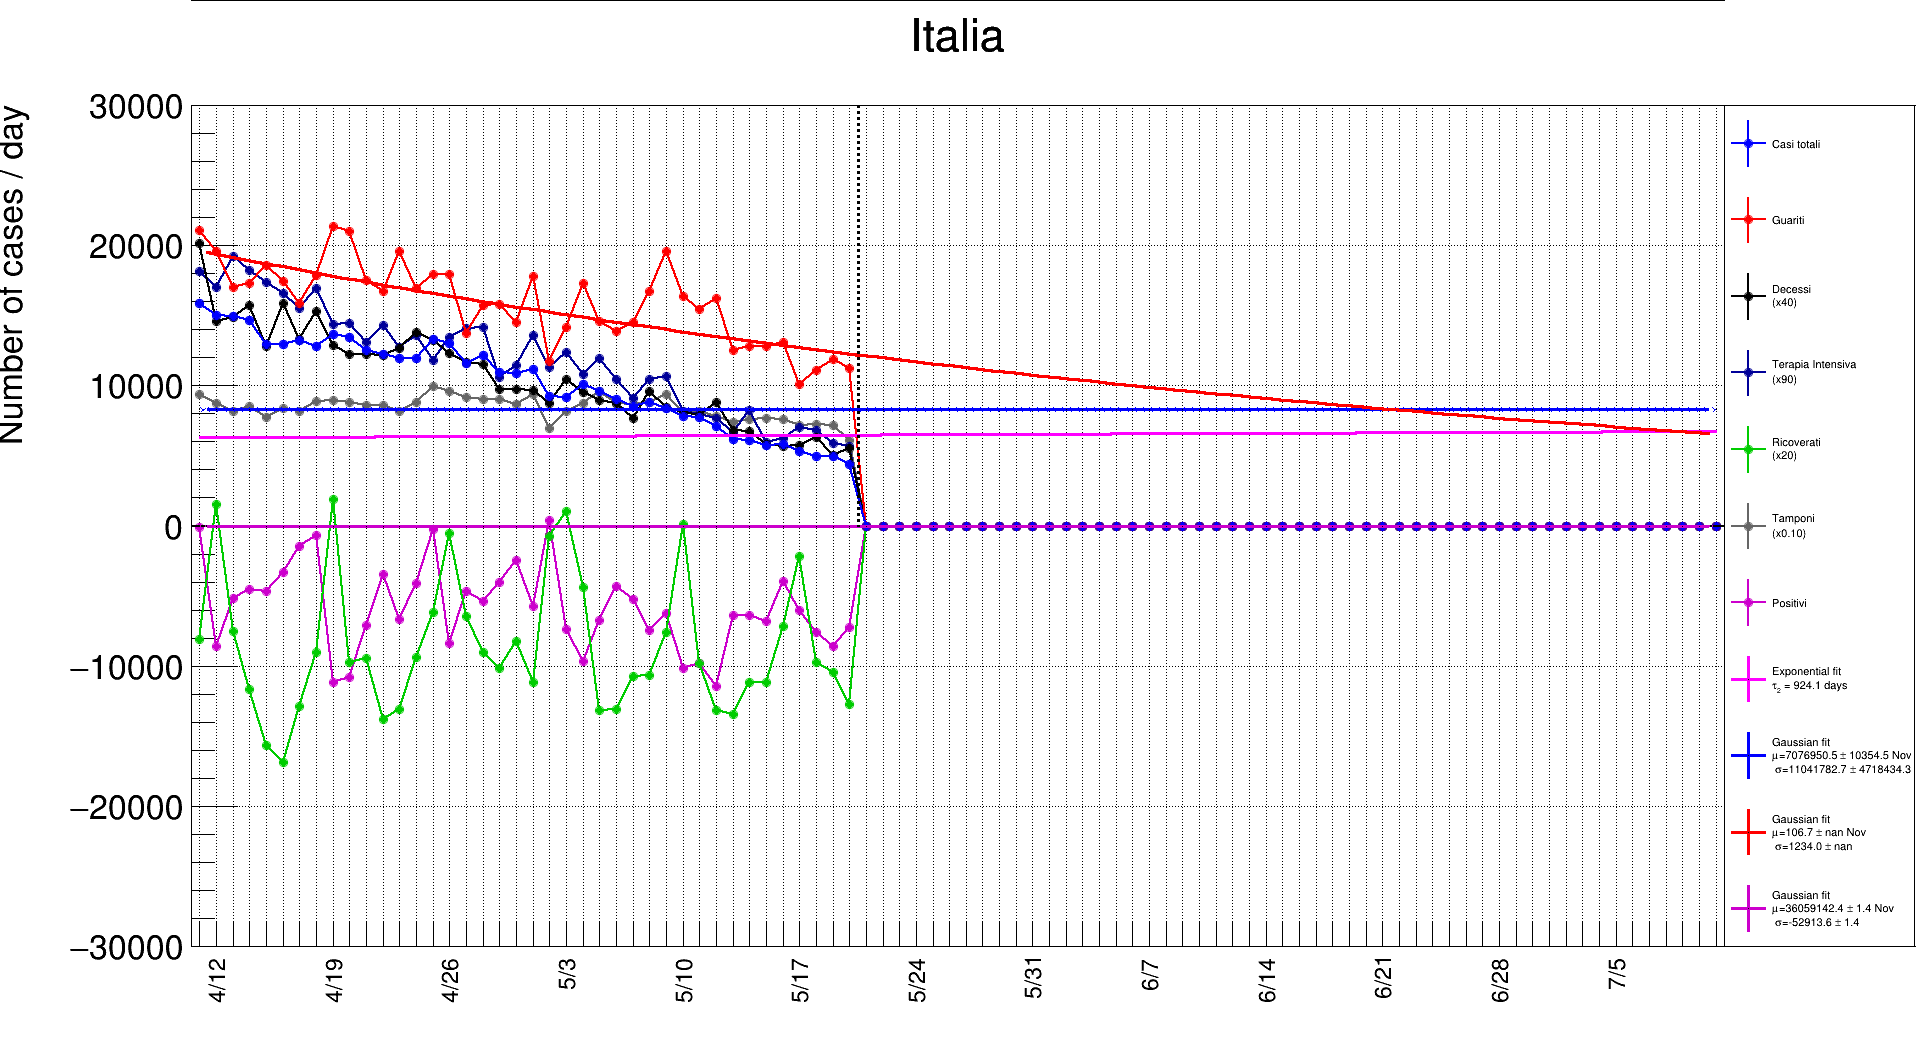 Italia
Number of cases / day
30000
20000
10000
0
−10000
−20000
−30000
4/12
4/19
4/26
5/3
5/10
5/17
5/24
5/31
6/7
6/14
6/21
6/28
7/5
Casi totali
Guariti
Decessi
(x40)
Terapia Intensiva
(x90)
Ricoverati
(x20)
Tamponi
(x0.10)
Positivi
Exponential fit
τ₂ = 924.1 days
Gaussian fit
μ=7076950.5 ± 10354.5 Nov
σ=11041782.7 ± 4718434.3
Gaussian fit
μ=106.7 ± nan Nov
σ=1234.0 ± nan
Gaussian fit
μ=36059142.4 ± 1.4 Nov
σ=-52913.6 ± 1.4